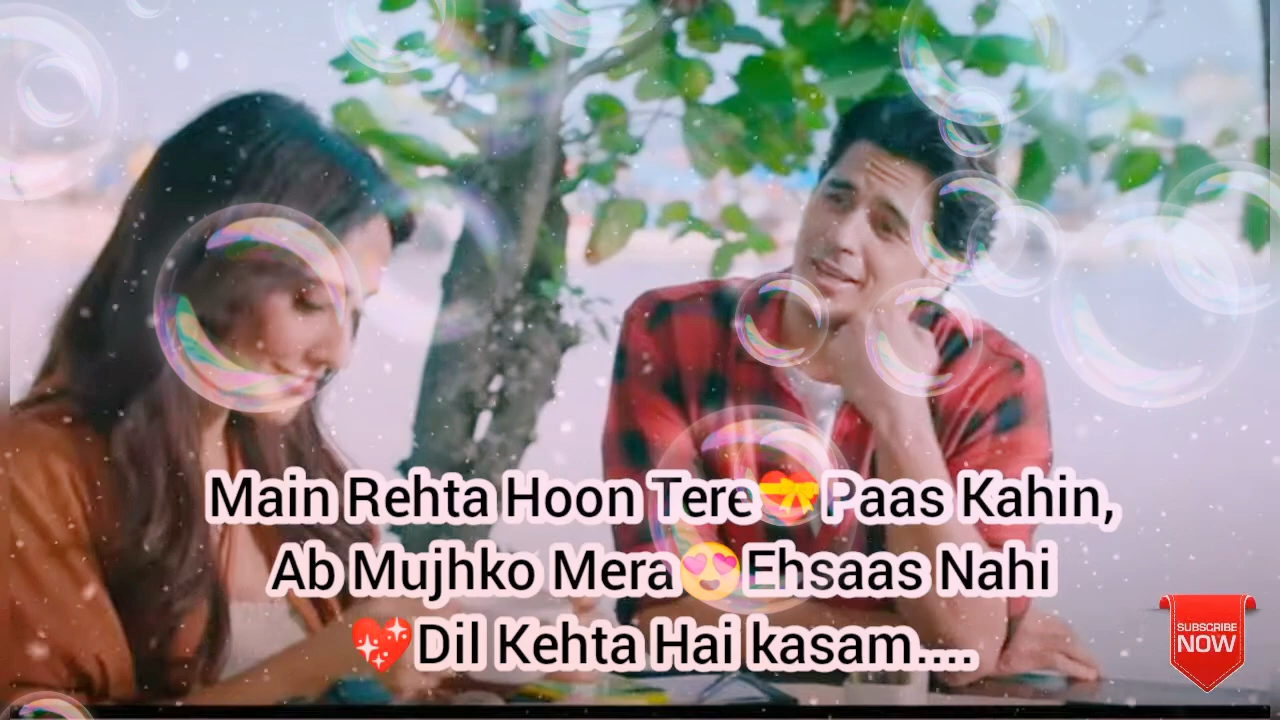 Main Rehta Hoon Tere💝Paas Kahin,
Ab Mujhko Mera😍Ehsaas Nahi
💖Dil Kehta Hai kasam....
SUBSCRIBE
NOW